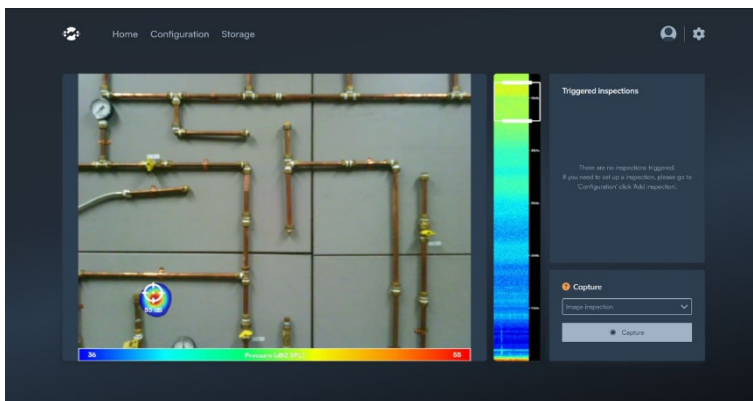 Home Configuration Storage
Triggered inspections
There are no inspections triggered.
If you need to set up a inspection, please go to
'Configuration' click 'Add inspection'.
Capture
Image inspection
Capture
36 Pressure (dBZ SPL) 55